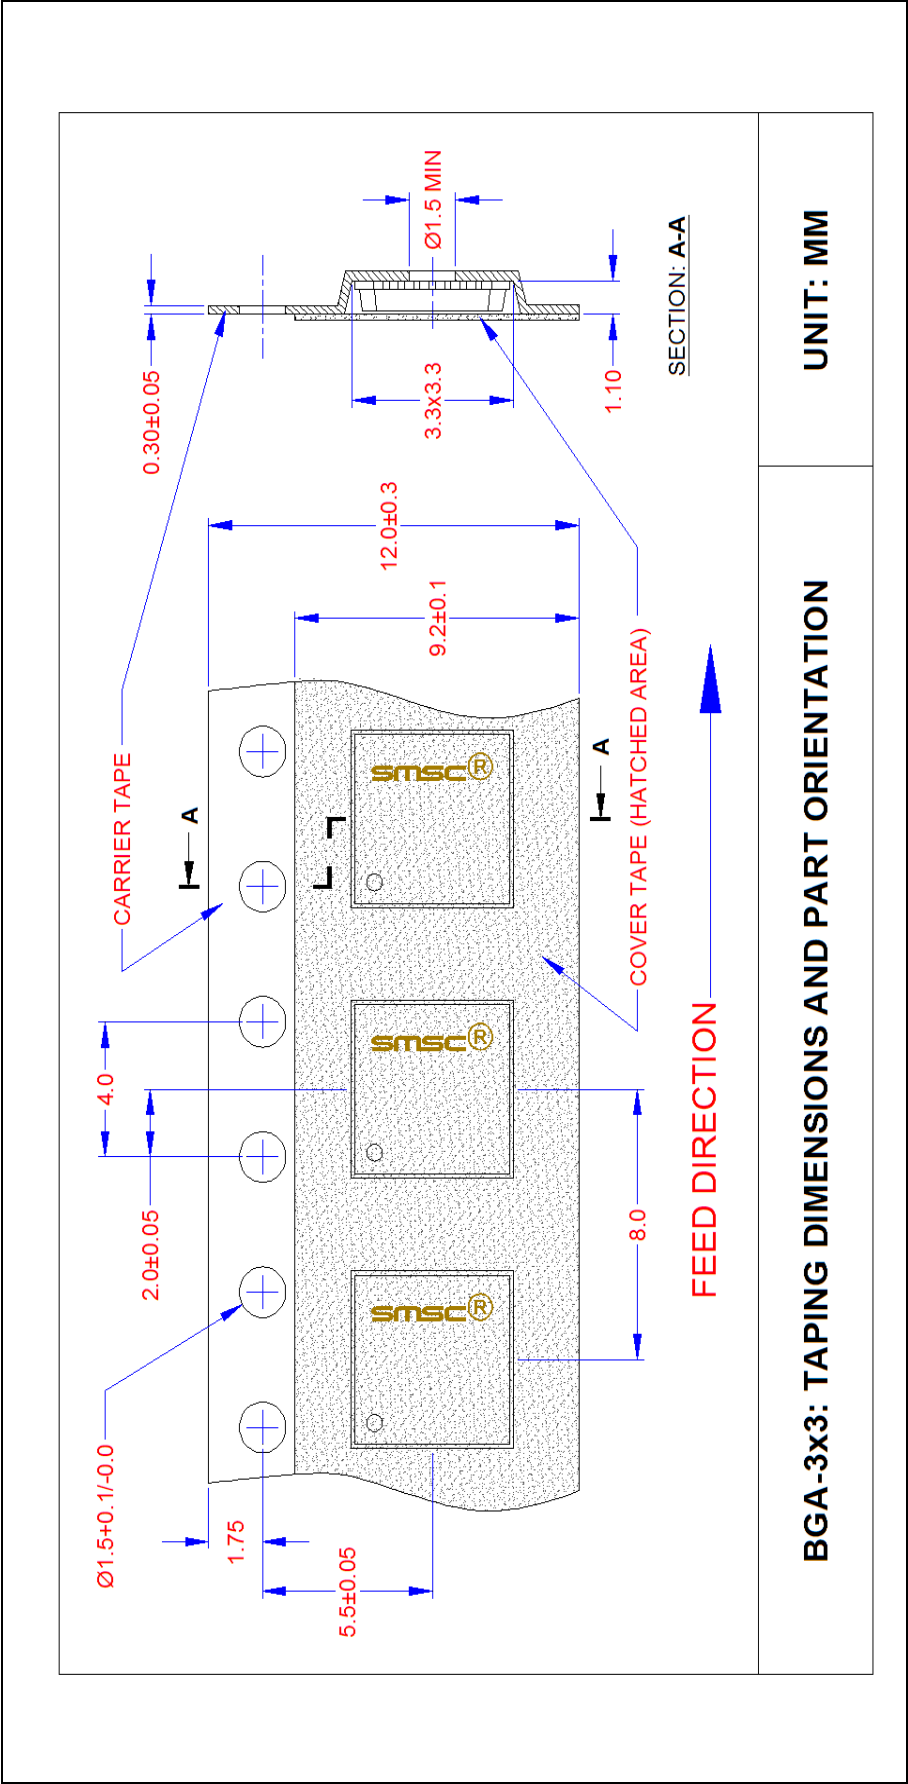 Ø1.5+0.1/-0.0
2.0±0.05
4.0
CARRIER TAPE
0.30±0.05
1.75
A
5.5±0.05
12.0±0.3
9.2±0.1
3.3x3.3
Ø1.5 MIN
smsc®
smsc®
smsc®
A
8.0
COVER TAPE (HATCHED AREA)
1.10
SECTION: A-A
FEED DIRECTION
BGA-3x3: TAPING DIMENSIONS AND PART ORIENTATION
UNIT: MM